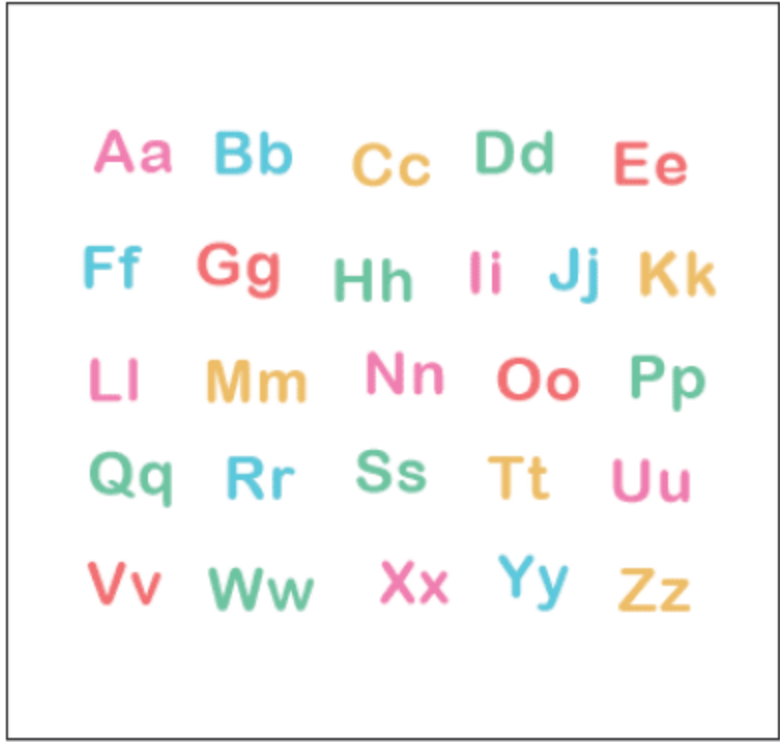 Aa Bb Cc Dd Ee
Ff Gg Hh Ii Jj Kk
Ll Mm Nn Oo Pp
Qq Rr Ss Tt Uu
Vv Ww Xx Yy Zz